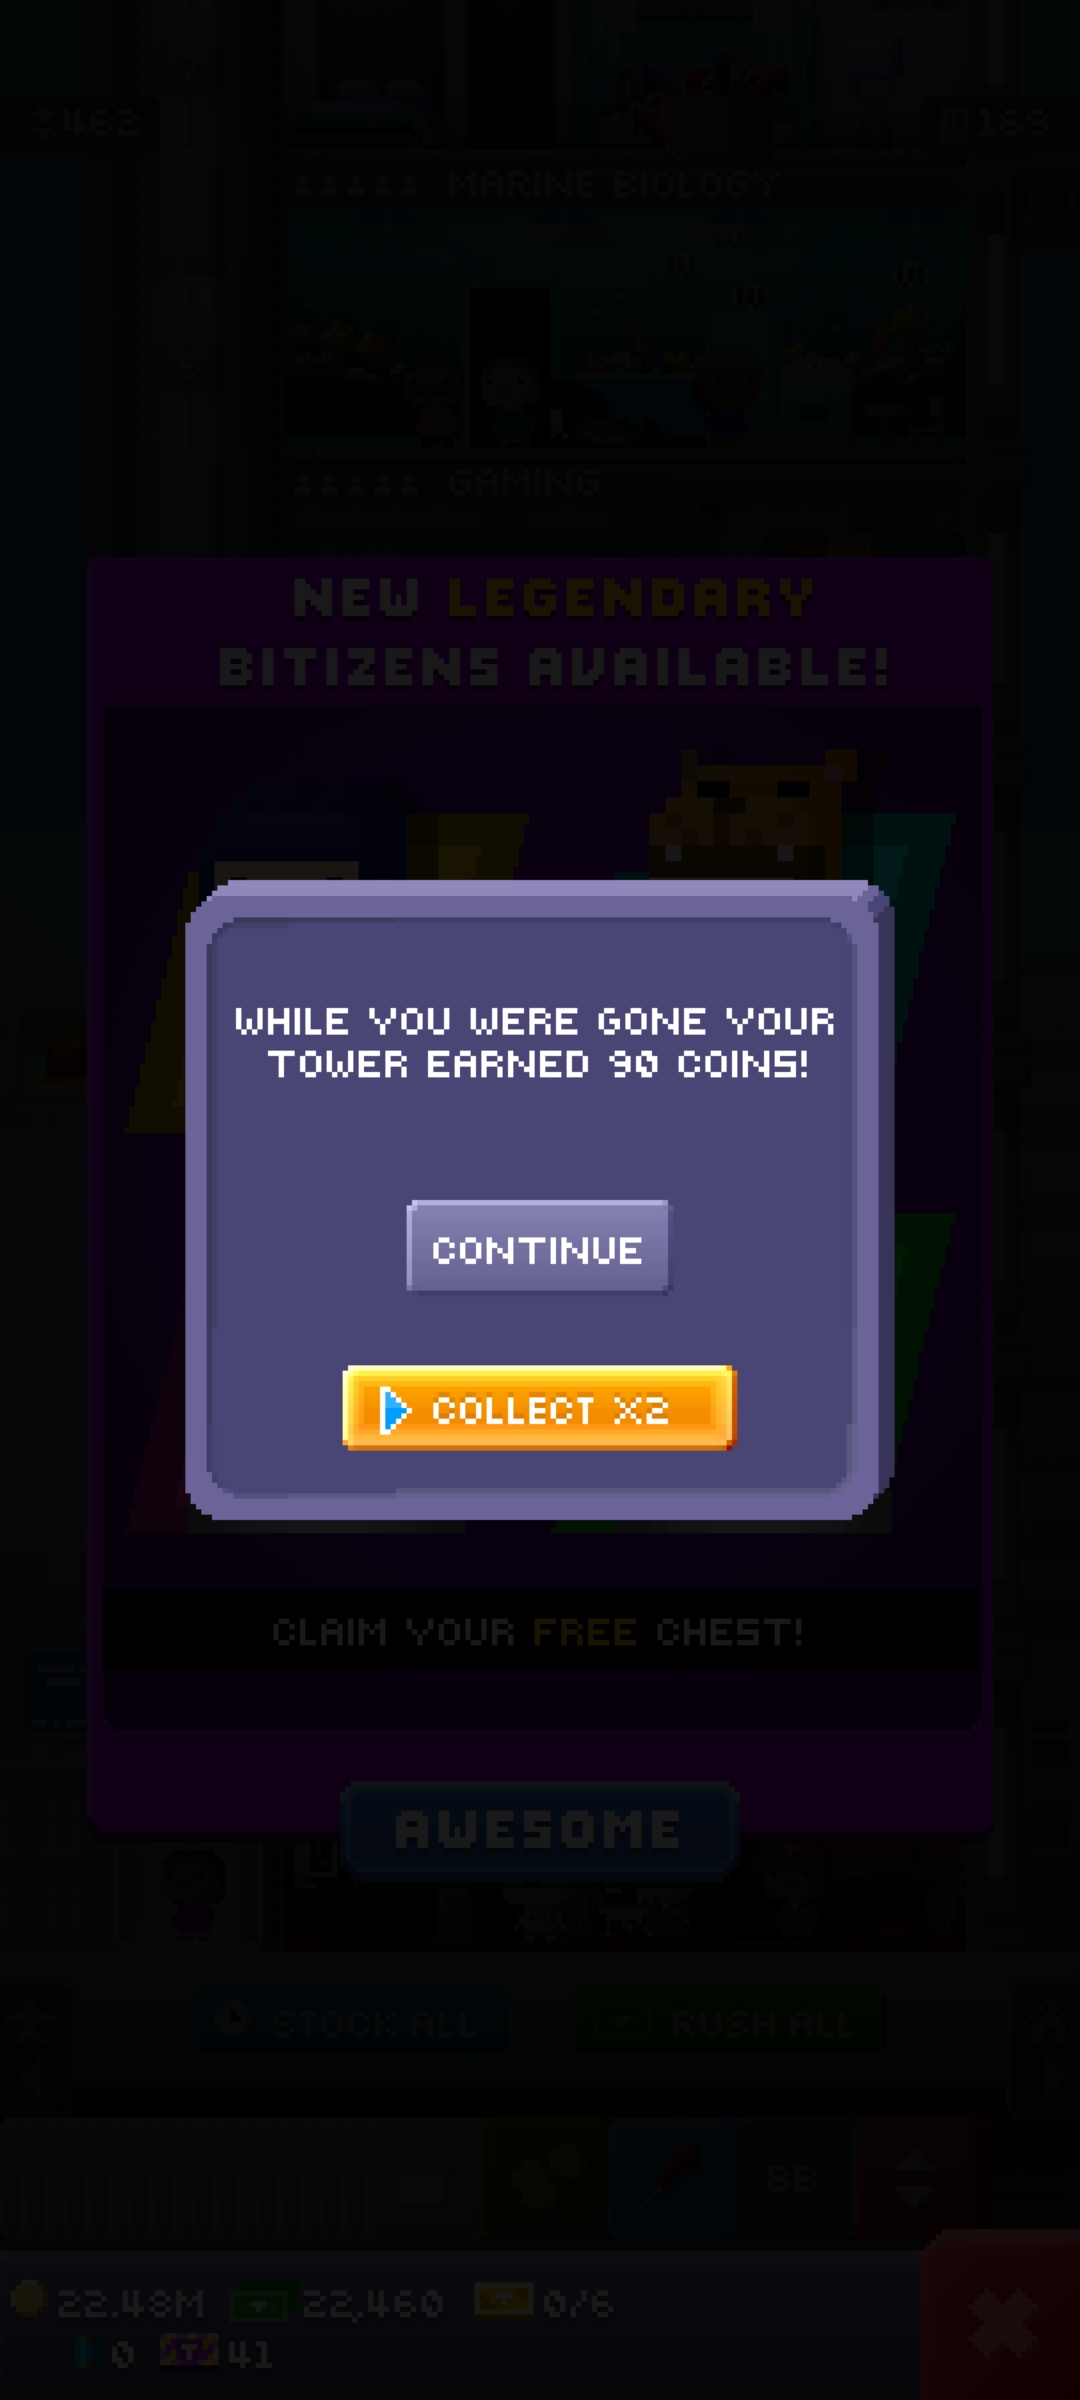 462
169
MARINE BIOLOGY
GAMING
NEW LEGENDARY
BITIZENS AVAILABLE!
WHILE YOU WERE GONE YOUR
TOWER EARNED 90 COINS!
CONTINUE
COLLECT X2
CLAIM YOUR FREE CHEST!
AWESOME
STOCK ALL
RUSH ALL
BB
22.48M
22,460
0/6
0
41